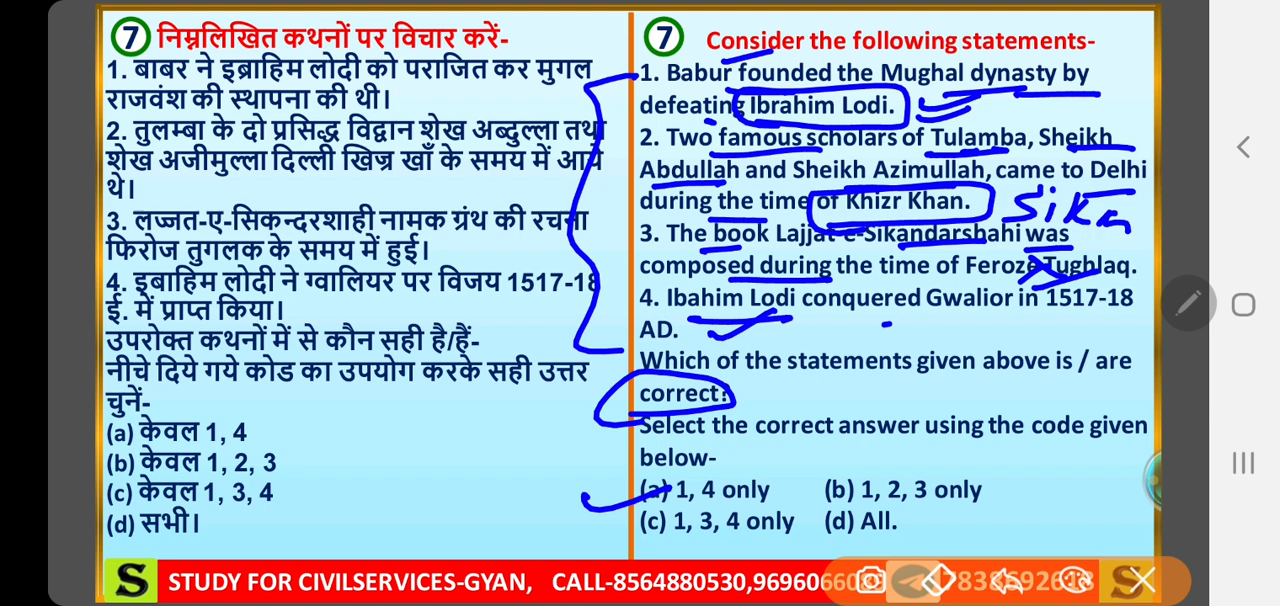 7 निम्नलिखित कथनों पर विचार करें-
1. बाबर ने इब्राहिम लोदी को पराजित कर मुगल
राजवंश की स्थापना की थी।
2. तुलम्बा के दो प्रसिद्ध विद्वान शेख अब्दुल्ला तथा
शेख अजीमुल्ला दिल्ली खिज्र खाँ के समय में आये
थे।
3. लज्जत-ए-सिकन्दरशाही नामक ग्रंथ की रचना
फिरोज तुगलक के समय में हुई।
4. इबाहिम लोदी ने ग्वालियर पर विजय 1517-18
ई. में प्राप्त किया।
उपरोक्त कथनों में से कौन सही है/हैं-
नीचे दिये गये कोड का उपयोग करके सही उत्तर
चुनें-
(a) केवल 1, 4
(b) केवल 1, 2, 3
(c) केवल 1, 3, 4
(d) सभी।
7 Consider the following statements-
1. Babur founded the Mughal dynasty by
defeating Ibrahim Lodi.
2. Two famous scholars of Tulamba, Sheikh
Abdullah and Sheikh Azimullah, came to Delhi
during the time of Khizr Khan. Sika
3. The book Lajjat-e-Sikandarshahi was
composed during the time of Feroze Tughlaq.
4. Ibahim Lodi conquered Gwalior in 1517-18
AD.
Which of the statements given above is / are
correct?
Select the correct answer using the code given
below-
(a) 1, 4 only (b) 1, 2, 3 only
(c) 1, 3, 4 only (d) All.
S STUDY FOR CIVILSERVICES-GYAN, CALL-8564880530, S